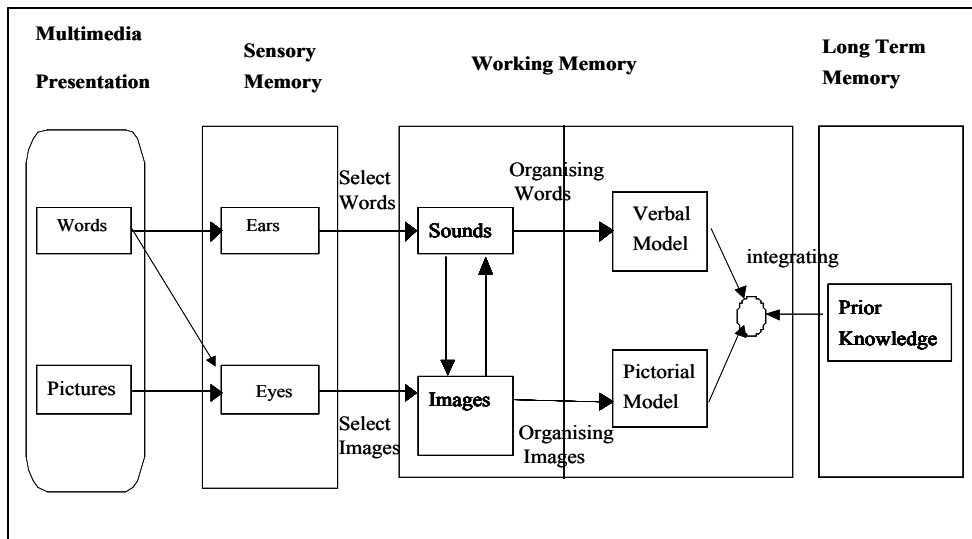 Multimedia
Presentation
Sensory
Memory
Working Memory
Long Term
Memory
Words
Pictures
Ears
Eyes
Select
Words
Select
Images
Sounds
Images
Organising
Words
Organising
Images
Verbal
Model
Pictorial
Model
integrating
Prior
Knowledge